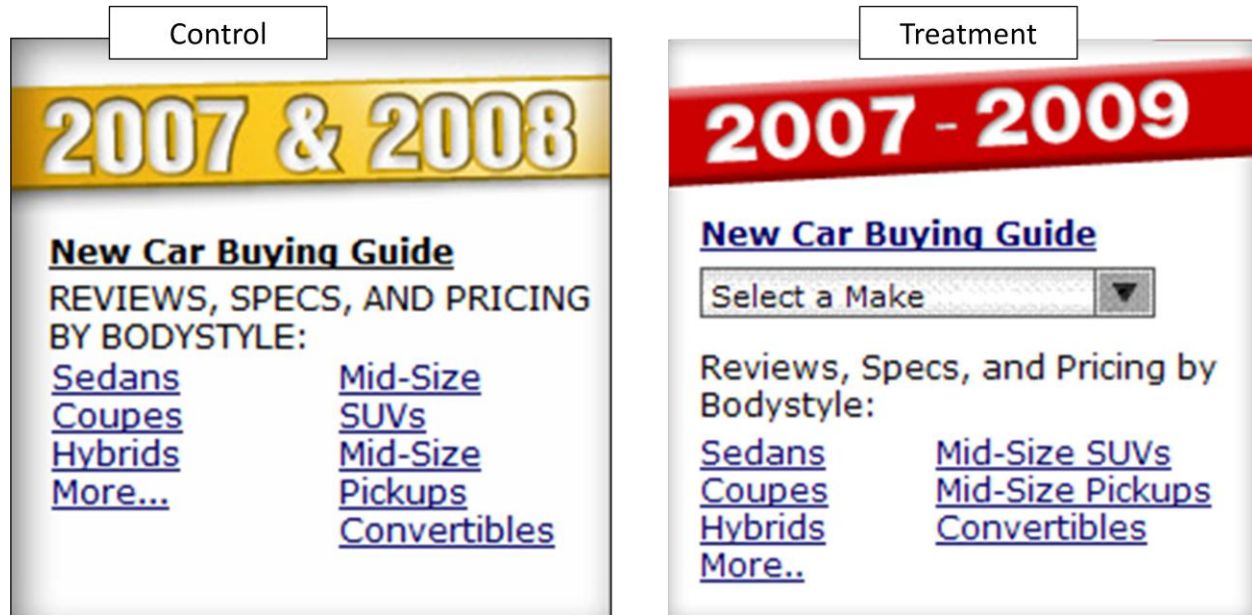 Control
2007 & 2008
New Car Buying Guide
REVIEWS, SPECS, AND PRICING
BY BODYSTYLE:
Sedans
Coupes
Hybrids
More...
Mid-Size
SUVs
Mid-Size
Pickups
Convertibles
Treatment
2007 - 2009
New Car Buying Guide
Select a Make
Reviews, Specs, and Pricing by
Bodystyle:
Sedans
Coupes
Hybrids
More..
Mid-Size SUVs
Mid-Size Pickups
Convertibles